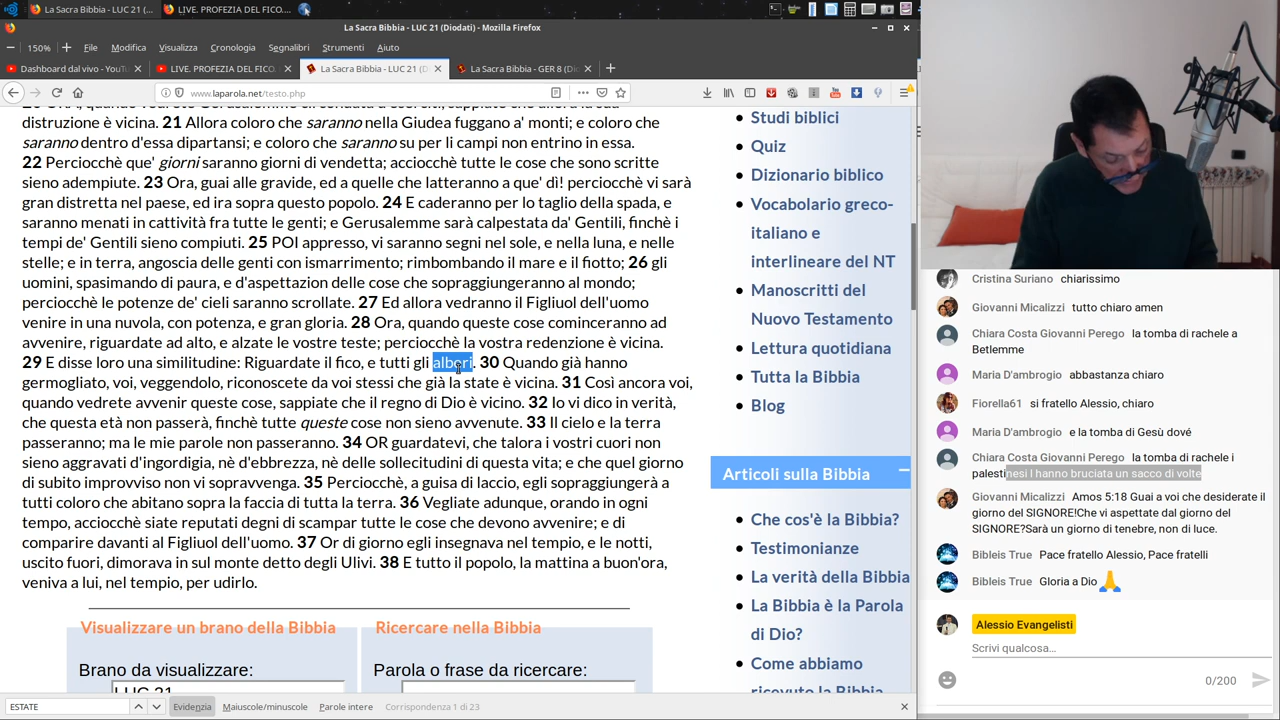 La Sacra Bibbia - LUC 21 (...
LIVE. PROFEZIA DEL FICO....
La Sacra Bibbia - LUC 21 (Diodati) - Mozilla Firefox
150%
File
Modifica
Visualizza
Cronologia
Segnalibri
Strumenti
Aiuto
Dashboard dal vivo - YouTu
LIVE. PROFEZIA DEL FICO.
La Sacra Bibbia - LUC 21 (D
La Sacra Bibbia - GER 8 (Di
www.laparola.net/testo.php
distruzione è vicina. 21 Allora coloro che saranno nella Giudea fuggano a' monti; e coloro che
saranno dentro d'essa dipartansi; e coloro che saranno su per li campi non entrino in essa.
22 Perciocchè que' giorni saranno giorni di vendetta; acciocchè tutte le cose che sono scritte
sieno adempiute. 23 Ora, guai alle gravide, ed a quelle che latteranno a que' dì! perciocchè vi sarà
gran distretta nel paese, ed ira sopra questo popolo. 24 E caderanno per lo taglio della spada, e
saranno menati in cattività fra tutte le genti; e Gerusalemme sarà calpestata da' Gentili, finchè i
tempi de' Gentili sieno compiuti. 25 POI appresso, vi saranno segni nel sole, e nella luna, e nelle
stelle; e in terra, angoscia delle genti con ismarrimento; rimbombando il mare e il fiotto; 26 gli
uomini, spasimando di paura, e d'aspettazione delle cose che sopraggiungeranno al mondo;
perciocchè le potenze de' cieli saranno scrollate. 27 Ed allora vedranno il Figliuol dell'uomo
venire in una nuvola, con potenza, e gran gloria. 28 Ora, quando queste cose cominceranno ad
avvenire, riguardate ad alto, e alzate le vostre teste; perciocchè la vostra redenzione è vicina.
29 E disse loro una similitudine: Riguardate il fico, e tutti gli alberi. 30 Quando già hanno
germogliato, voi, veggendolo, riconoscete da voi stessi che già la state è vicina. 31 Così ancora voi,
quando vedrete avvenir queste cose, sappiate che il regno di Dio è vicino. 32 Io vi dico in verità,
che questa età non passerà, finchè tutte queste cose non sieno avvenute. 33 Il cielo e la terra
passeranno; ma le mie parole non passeranno. 34 OR guardatevi, che talora i vostri cuori non
sieno aggravati d'ingordigia, nè d'ebbrezza, nè delle sollecitudini di questa vita; e che quel giorno
di subito improvviso non vi sopravvenga. 35 Perciocchè, a guisa di laccio, egli sopraggiungerà a
tutti coloro che abitano sopra la faccia di tutta la terra. 36 Vegliate adunque, orando in ogni
tempo, acciocchè siate reputati degni di scampar tutte le cose che devono avvenire; e di
comparire davanti al Figliuol dell'uomo. 37 Or di giorno egli insegnava nel tempio, e le notti,
uscito fuori, dimorava in sul monte detto degli Ulivi. 38 E tutto il popolo, la mattina a buon'ora,
veniva a lui, nel tempio, per udirlo.
Visualizzare un brano della Bibbia
Brano da visualizzare:
LUC 21
Ricercare nella Bibbia
Parola o frase da ricercare:
Studi biblici
Quiz
Dizionario biblico
Vocabolario greco-
italiano e
interlineare del NT
Manoscritti del
Nuovo Testamento
Lettura quotidiana
Tutta la Bibbia
Blog
Articoli sulla Bibbia
Che cos'è la Bibbia?
Testimonianze
La verità della Bibbia
La Bibbia è la Parola
di Dio?
Come abbiamo
ricevuto la Bibbia
ESTATE
Evidenzia
Maiuscole/minuscole
Parole intere
Corrispondenza 1 di 23
Cristina Suriano chiarissimo
Giovanni Micalizzi tutto chiaro amen
Chiara Costa Giovanni Perego la tomba di rachele a
Betlemme
Maria D'ambrogio abbastanza chiaro
Fiorella61 si fratello Alessio, chiaro
Maria D'ambrogio e la tomba di Gesù dové
Chiara Costa Giovanni Perego la tomba di rachele i
palestinesi l hanno bruciata un sacco di volte
Giovanni Micalizzi Amos 5:18 Guai a voi che desiderate il
giorno del SIGNORE!Che vi aspettate dal giorno del
SIGNORE?Sarà un giorno di tenebre, non di luce.
Bibleis True Pace fratello Alessio, Pace fratelli
Bibleis True Gloria a Dio
Alessio Evangelisti
Scrivi qualcosa...
0/200